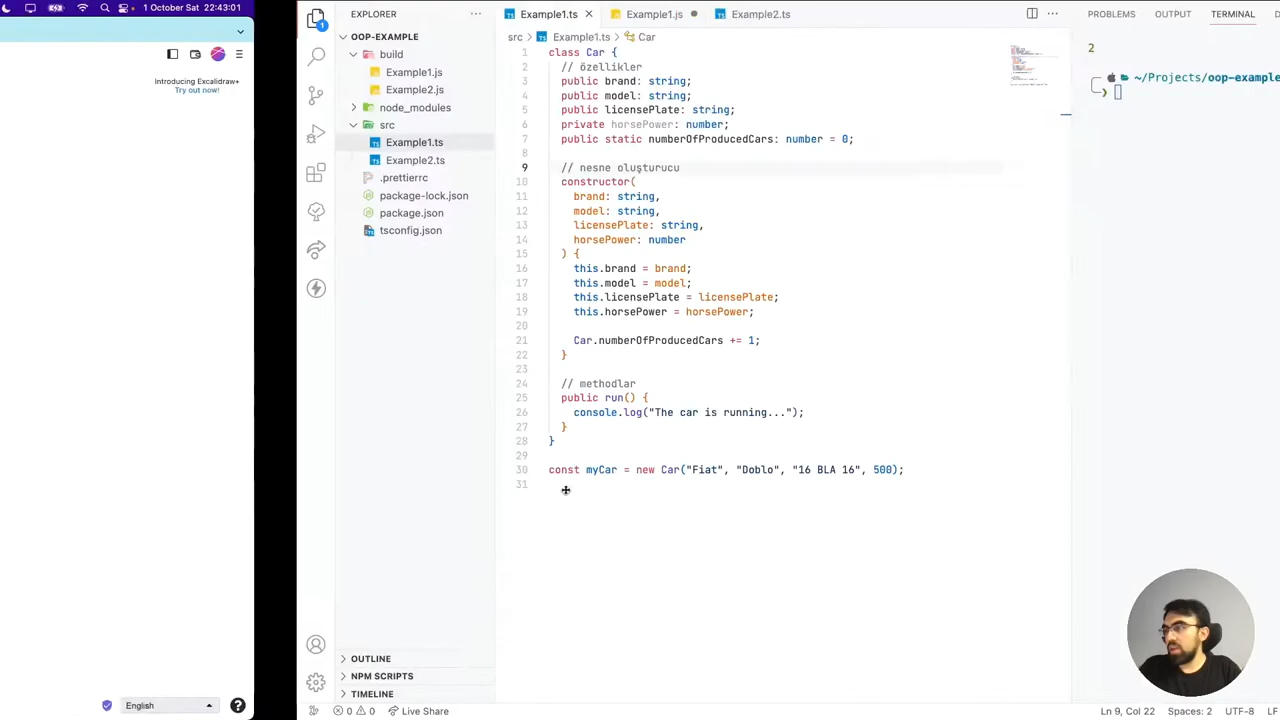 1 October Sat 22:43:01
Introducing Excalidraw+
Try out now!
English
EXPLORER
OOP-EXAMPLE
build
Example1.js
Example2.js
node_modules
src
Example1.ts
Example2.ts
.prettierrc
package-lock.json
package.json
tsconfig.json
OUTLINE
NPM SCRIPTS
TIMELINE
Example1.ts
Example1.js
Example2.ts
src > Example1.ts > Car
1 class Car {
2 // özellikler
3 public brand: string;
4 public model: string;
5 public licensePlate: string;
6 private horsePower: number;
7 public static numberOfProducedCars: number = 0;
8
9 // nesne oluşturucu
10 constructor(
11 brand: string,
12 model: string,
13 licensePlate: string,
14 horsePower: number
15 ) {
16 this.brand = brand;
17 this.model = model;
18 this.licensePlate = licensePlate;
19 this.horsePower = horsePower;
20
21 Car.numberOfProducedCars += 1;
22 }
23
24 // methodlar
25 public run() {
26 console.log("The car is running...");
27 }
28 }
29
30 const myCar = new Car("Fiat", "Doblo", "16 BLA 16", 500);
31
PROBLEMS OUTPUT TERMINAL
2
~/Projects/oop-example
0 0 Live Share
Ln 9, Col 22 Spaces: 2 UTF-8 LF